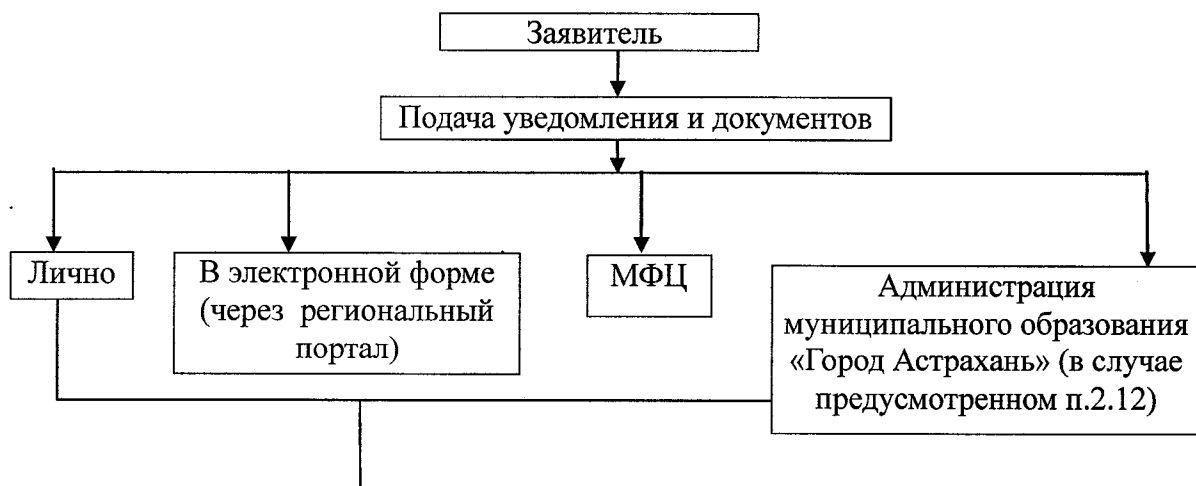 Заявитель
Подача уведомления и документов
Лично
В электронной форме
(через региональный
портал)
МФЦ
Администрация
муниципального образования
«Город Астрахань» (в случае
предусмотренном п.2.12)